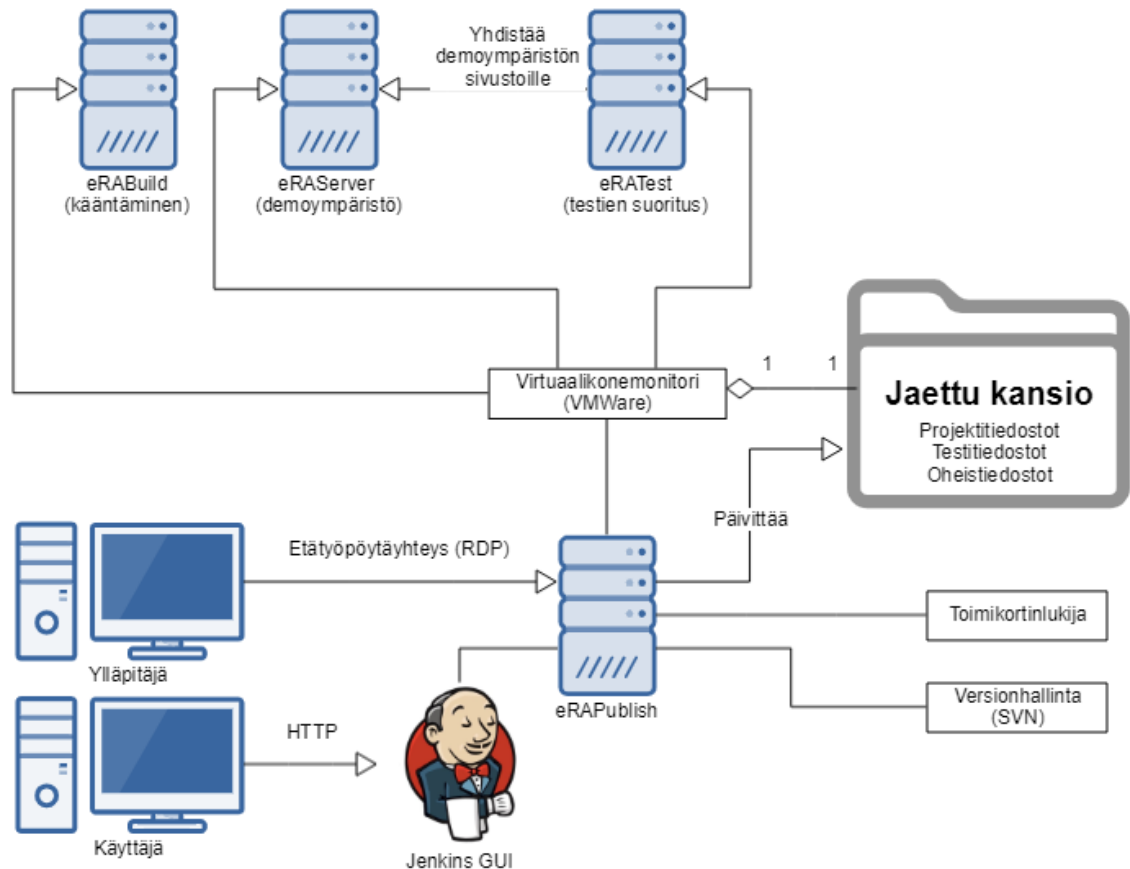 Yhdistää
demoympäristön
sivustoille
eRABuild
(kääntäminen)
eRAServer
(demoympäristö)
eRATest
(testien suoritus)
Virtuaalikonemonitori
(VMWare)
1
1
Jaettu kansio
Projektitiedostot
Testitiedostot
Oheistiedostot
Päivittää
Etätyöpöytäyhteys (RDP)
Toimikortinlukija
Ylläpitäjä
eRAPublish
Versionhallinta
(SVN)
HTTP
Käyttäjä
Jenkins GUI